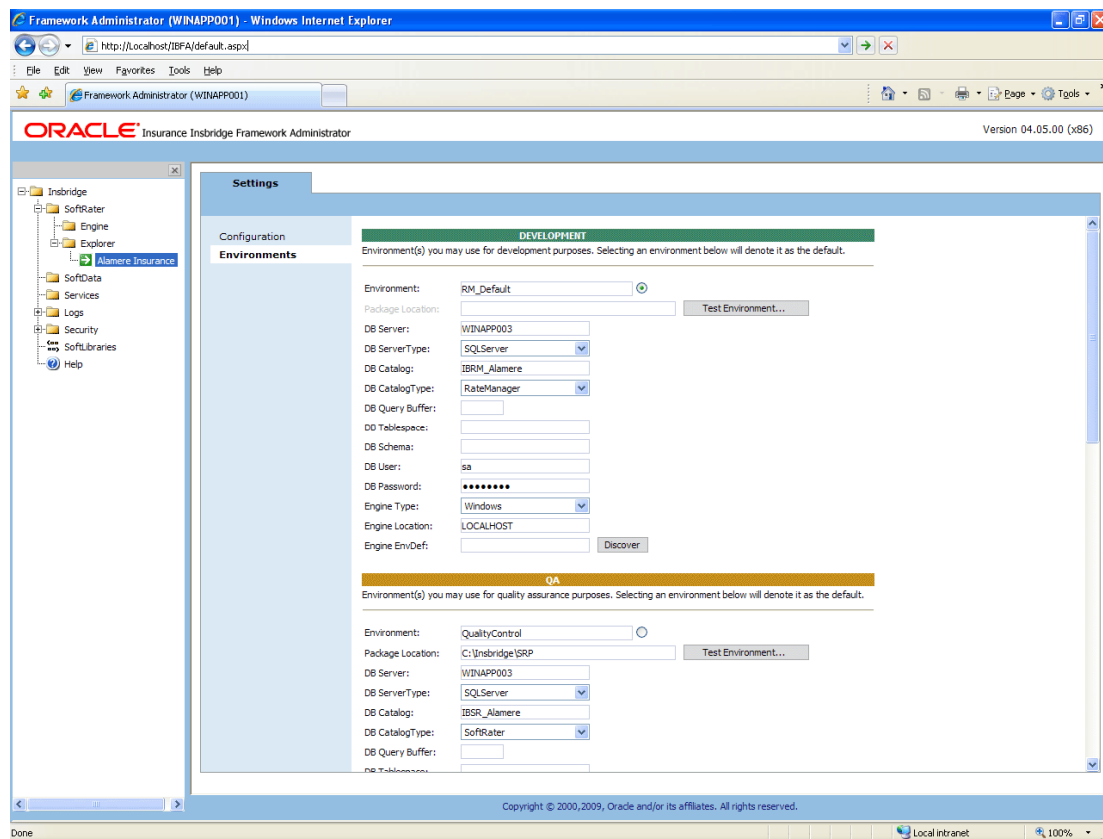 Framework Administrator (WINAPP001) - Windows Internet Explorer
http://Localhost/IBFA/default.aspx
File Edit View Favorites Tools Help
Framework Administrator (WINAPP001)
Page Tools
ORACLE Insurance Insbridge Framework Administrator
Version 04.05.00 (x86)
Insbridge
SoftRater
Engine
Explorer
Alamere Insurance
SoftData
Services
Logs
Security
SoftLibraries
Help
Settings
Configuration
Environments
DEVELOPMENT
Environment(s) you may use for development purposes. Selecting an environment below will denote it as the default.
Environment: RM_Default
Package Location: Test Environment...
DB Server: WINAPP003
DB ServerType: SQLServer
DB Catalog: IBRM_Alamere
DB CatalogType: RateManager
DB Query Buffer:
DB Tablespace:
DB Schema:
DB User: sa
DB Password: ••••••••
Engine Type: Windows
Engine Location: LOCALHOST
Engine EnvDef: Discover
QA
Environment(s) you may use for quality assurance purposes. Selecting an environment below will denote it as the default.
Environment: QualityControl
Package Location: C:\Insbridge\SRP Test Environment...
DB Server: WINAPP003
DB ServerType: SQLServer
DB Catalog: IBSR_Alamere
DB CatalogType: SoftRater
DB Query Buffer:
DB Tablespace:
Copyright © 2000,2009, Oracle and/or its affiliates. All rights reserved.
Done
Local intranet
100%